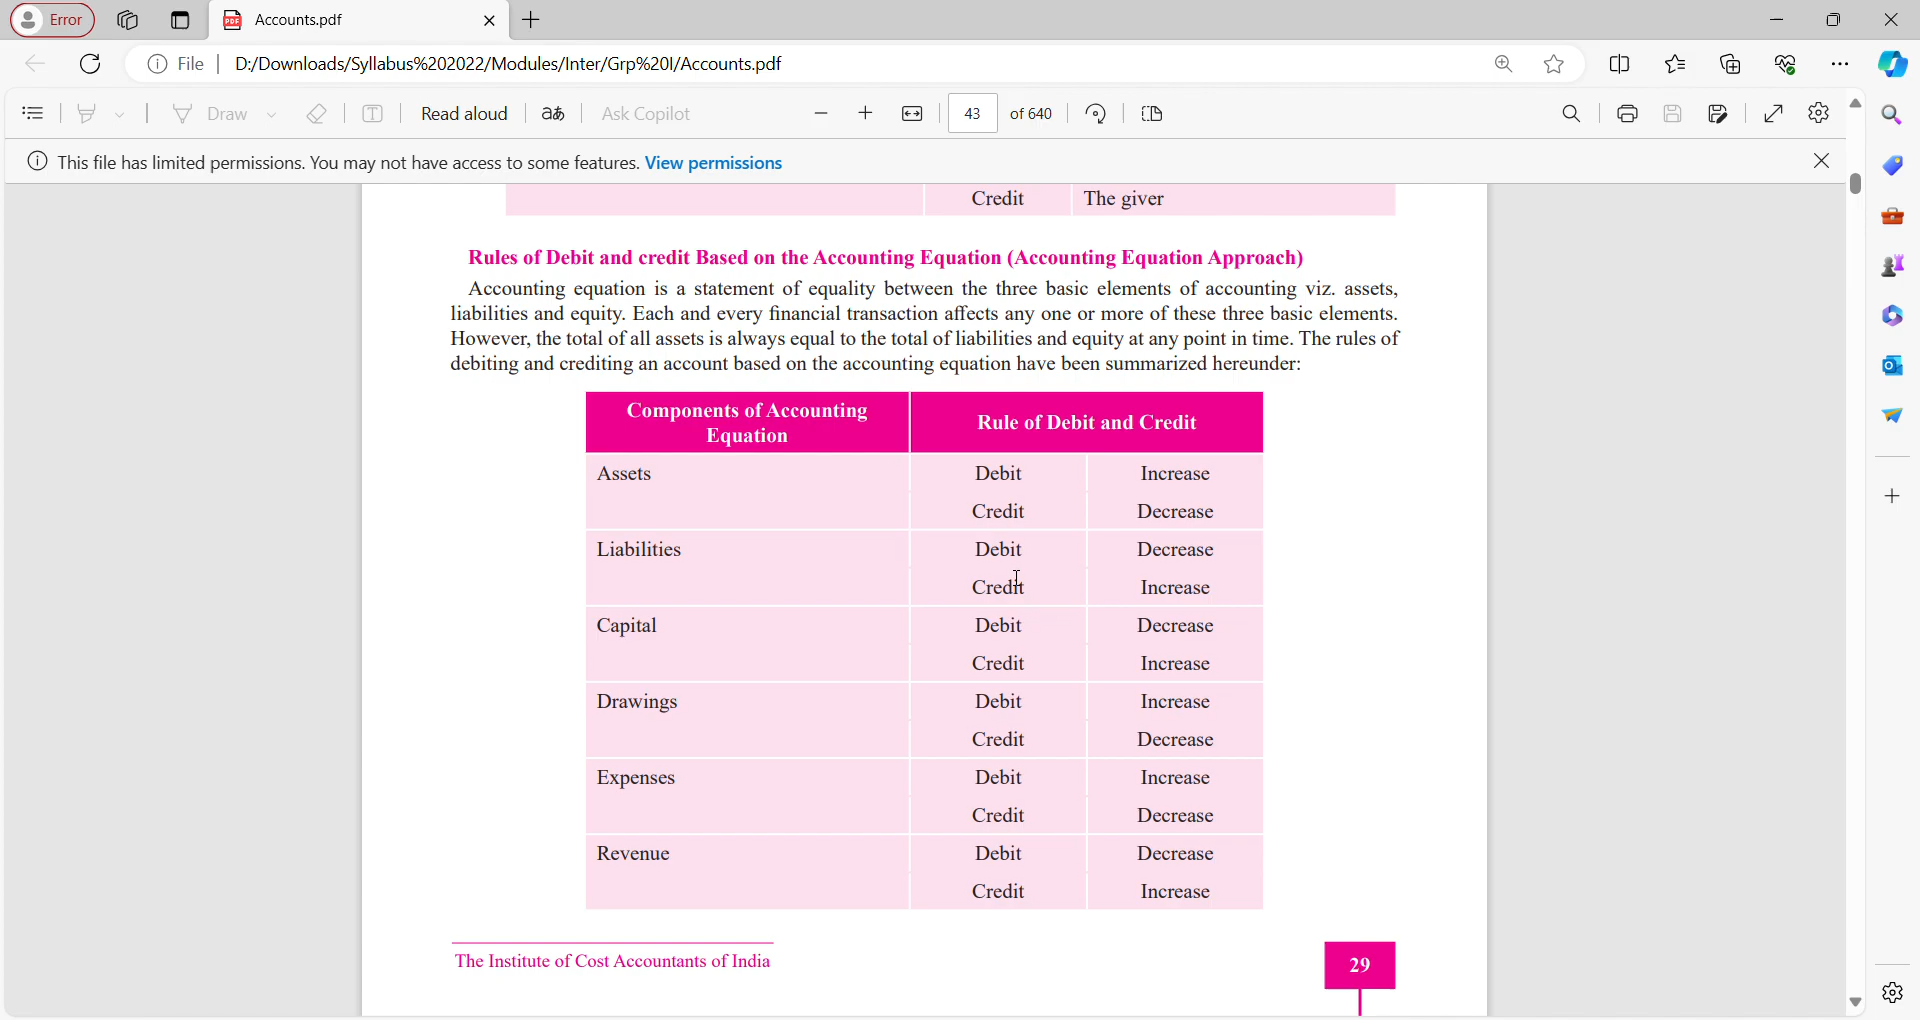 Error
Accounts.pdf
File
D:/Downloads/Syllabus%202022/Modules/Inter/Grp%20I/Accounts.pdf
Draw
T
Read aloud
aあ
Ask Copilot
43
of 640
This file has limited permissions. You may not have access to some features. View permissions
Credit The giver
Rules of Debit and credit Based on the Accounting Equation (Accounting Equation Approach)
Accounting equation is a statement of equality between the three basic elements of accounting viz. assets,
liabilities and equity. Each and every financial transaction affects any one or more of these three basic elements.
However, the total of all assets is always equal to the total of liabilities and equity at any point in time. The rules of
debiting and crediting an account based on the accounting equation have been summarized hereunder:
Components of Accounting
Equation
Rule of Debit and Credit
Assets Debit Increase
Credit Decrease
Liabilities Debit Decrease
Credit Increase
Capital Debit Decrease
Credit Increase
Drawings Debit Increase
Credit Decrease
Expenses Debit Increase
Credit Decrease
Revenue Debit Decrease
Credit Increase
The Institute of Cost Accountants of India
29